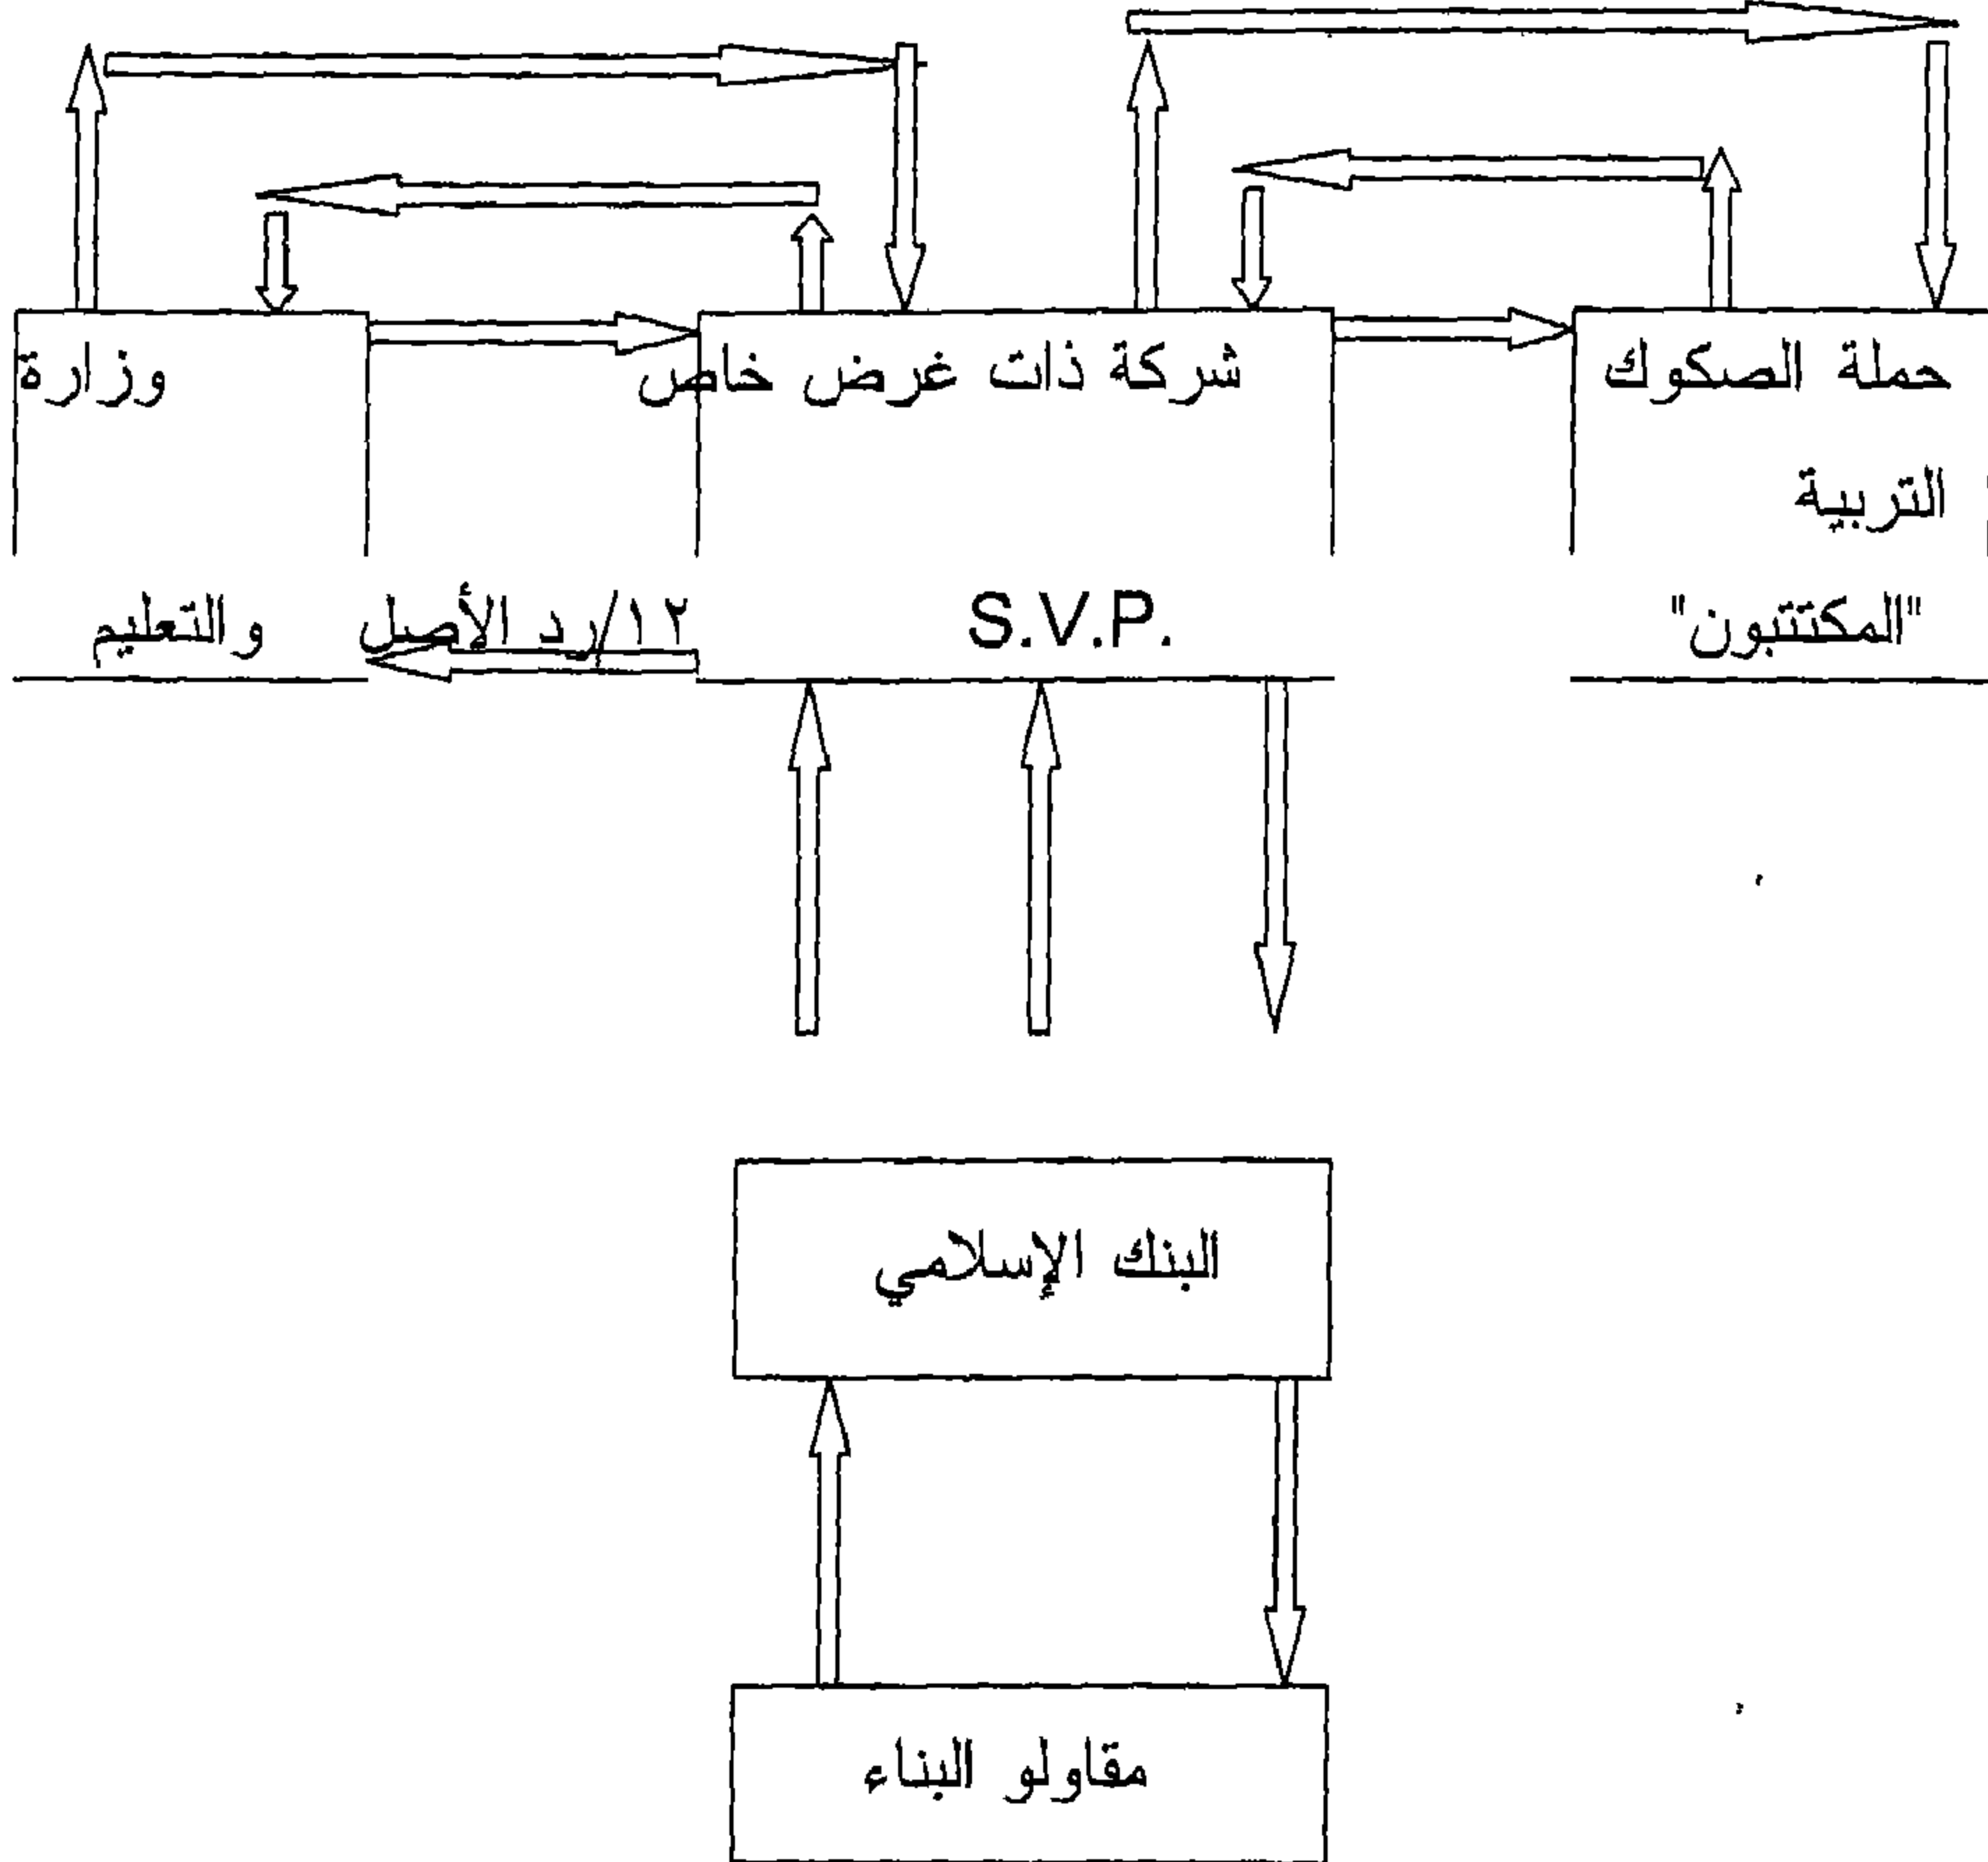 حملة الصكوك شركة ذات غرض خاص وزارة
التربية
"المكتتبون" S.V.P. ١٢/رد الأصل والتعليم
البنك الإسلامي
مقاولو البناء